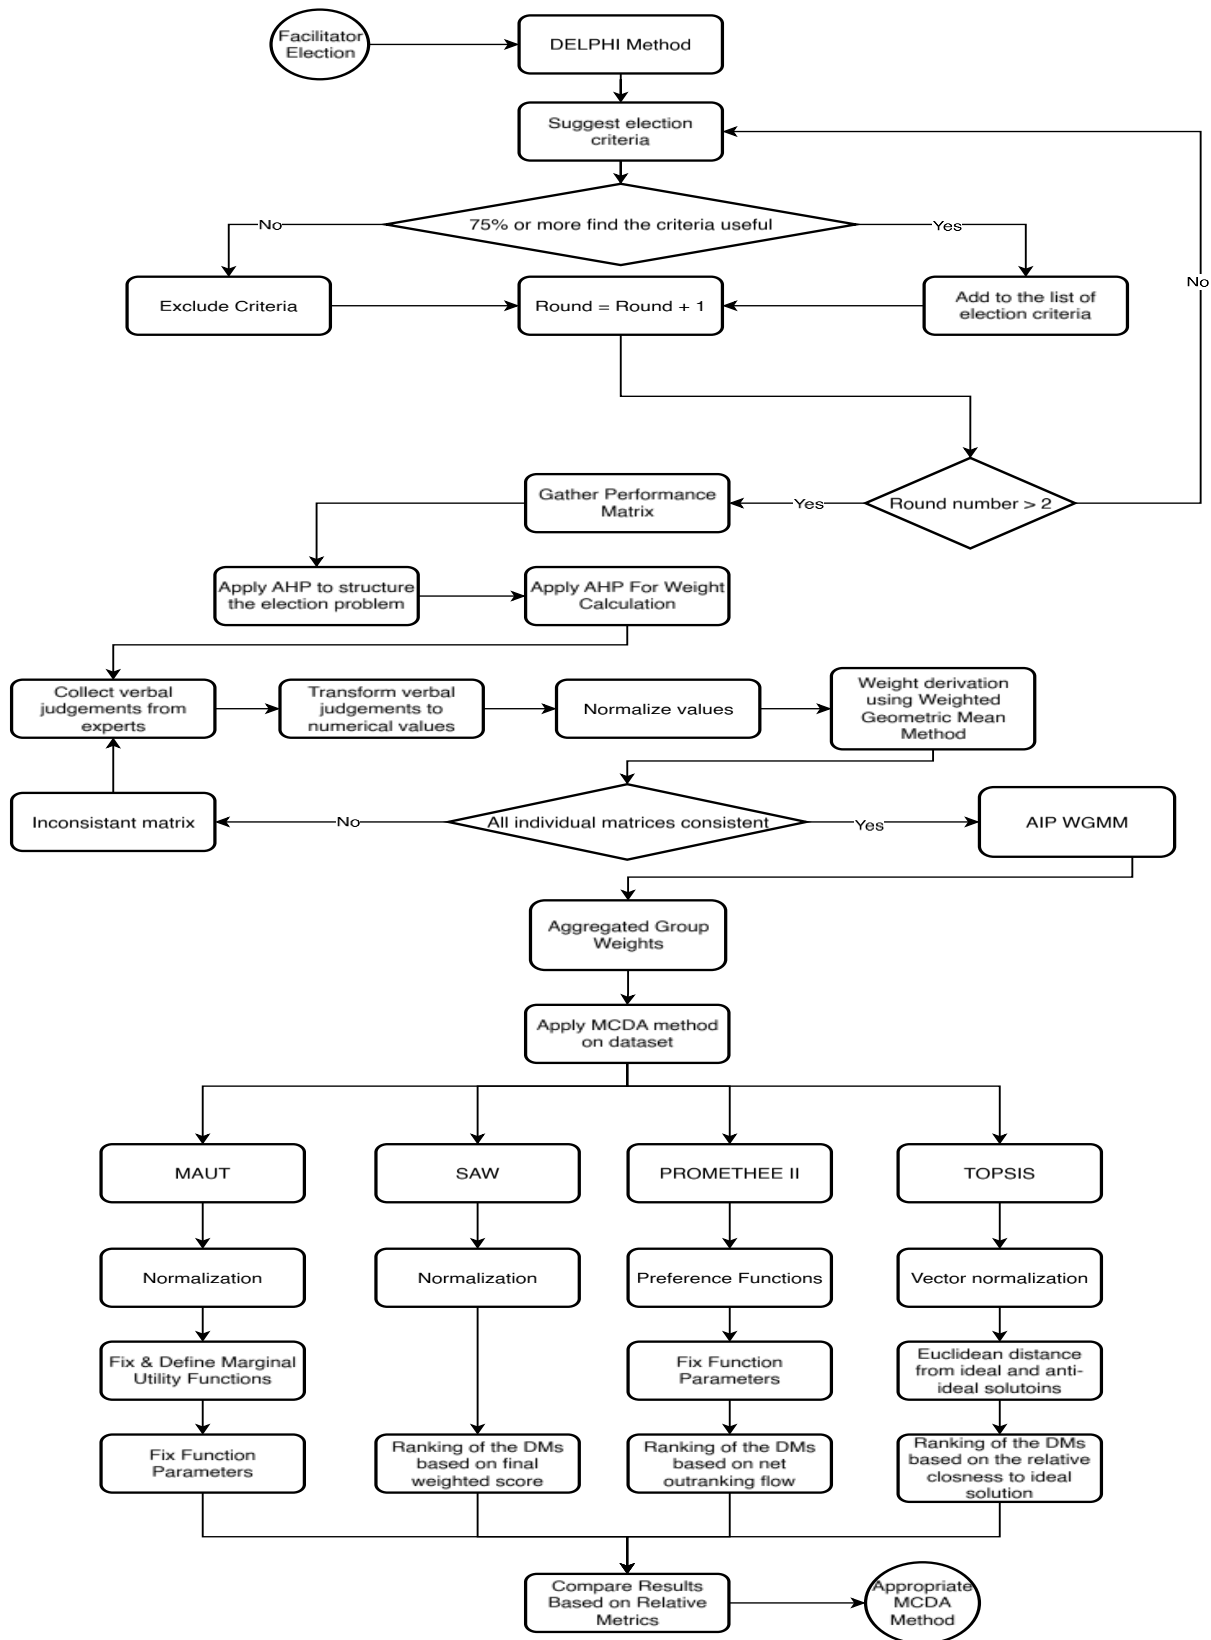 Facilitator
Election
DELPHI Method
Suggest election
criteria
75% or more find the criteria useful
No
Yes
Exclude Criteria
Round = Round + 1
Add to the list of
election criteria
No
Round number > 2
Yes
Gather Performance
Matrix
Apply AHP to structure
the election problem
Apply AHP For Weight
Calculation
Collect verbal
judgements from
experts
Transform verbal
judgements to
numerical values
Normalize values
Weight derivation
using Weighted
Geometric Mean
Method
Inconsistant matrix
No
All individual matrices consistent
Yes
AIP WGMM
Aggregated Group
Weights
Apply MCDA method
on dataset
MAUT
SAW
PROMETHEE II
TOPSIS
Normalization
Normalization
Preference Functions
Vector normalization
Fix & Define Marginal
Utility Functions
Fix Function
Parameters
Euclidean distance
from ideal and anti-
ideal solutoins
Fix Function
Parameters
Ranking of the DMs
based on final
weighted score
Ranking of the DMs
based on net
outranking flow
Ranking of the DMs
based on the relative
closness to ideal
solution
Compare Results
Based on Relative
Metrics
Appropriate
MCDA
Method